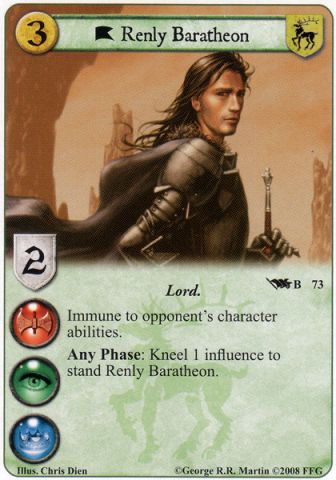 3
Renly Baratheon
2
Lord.
B 73
Immune to opponent's character
abilities.
Any Phase: Kneel 1 influence to
stand Renly Baratheon.
Illus. Chris Dien
©George R.R. Martin ©2008 FFG